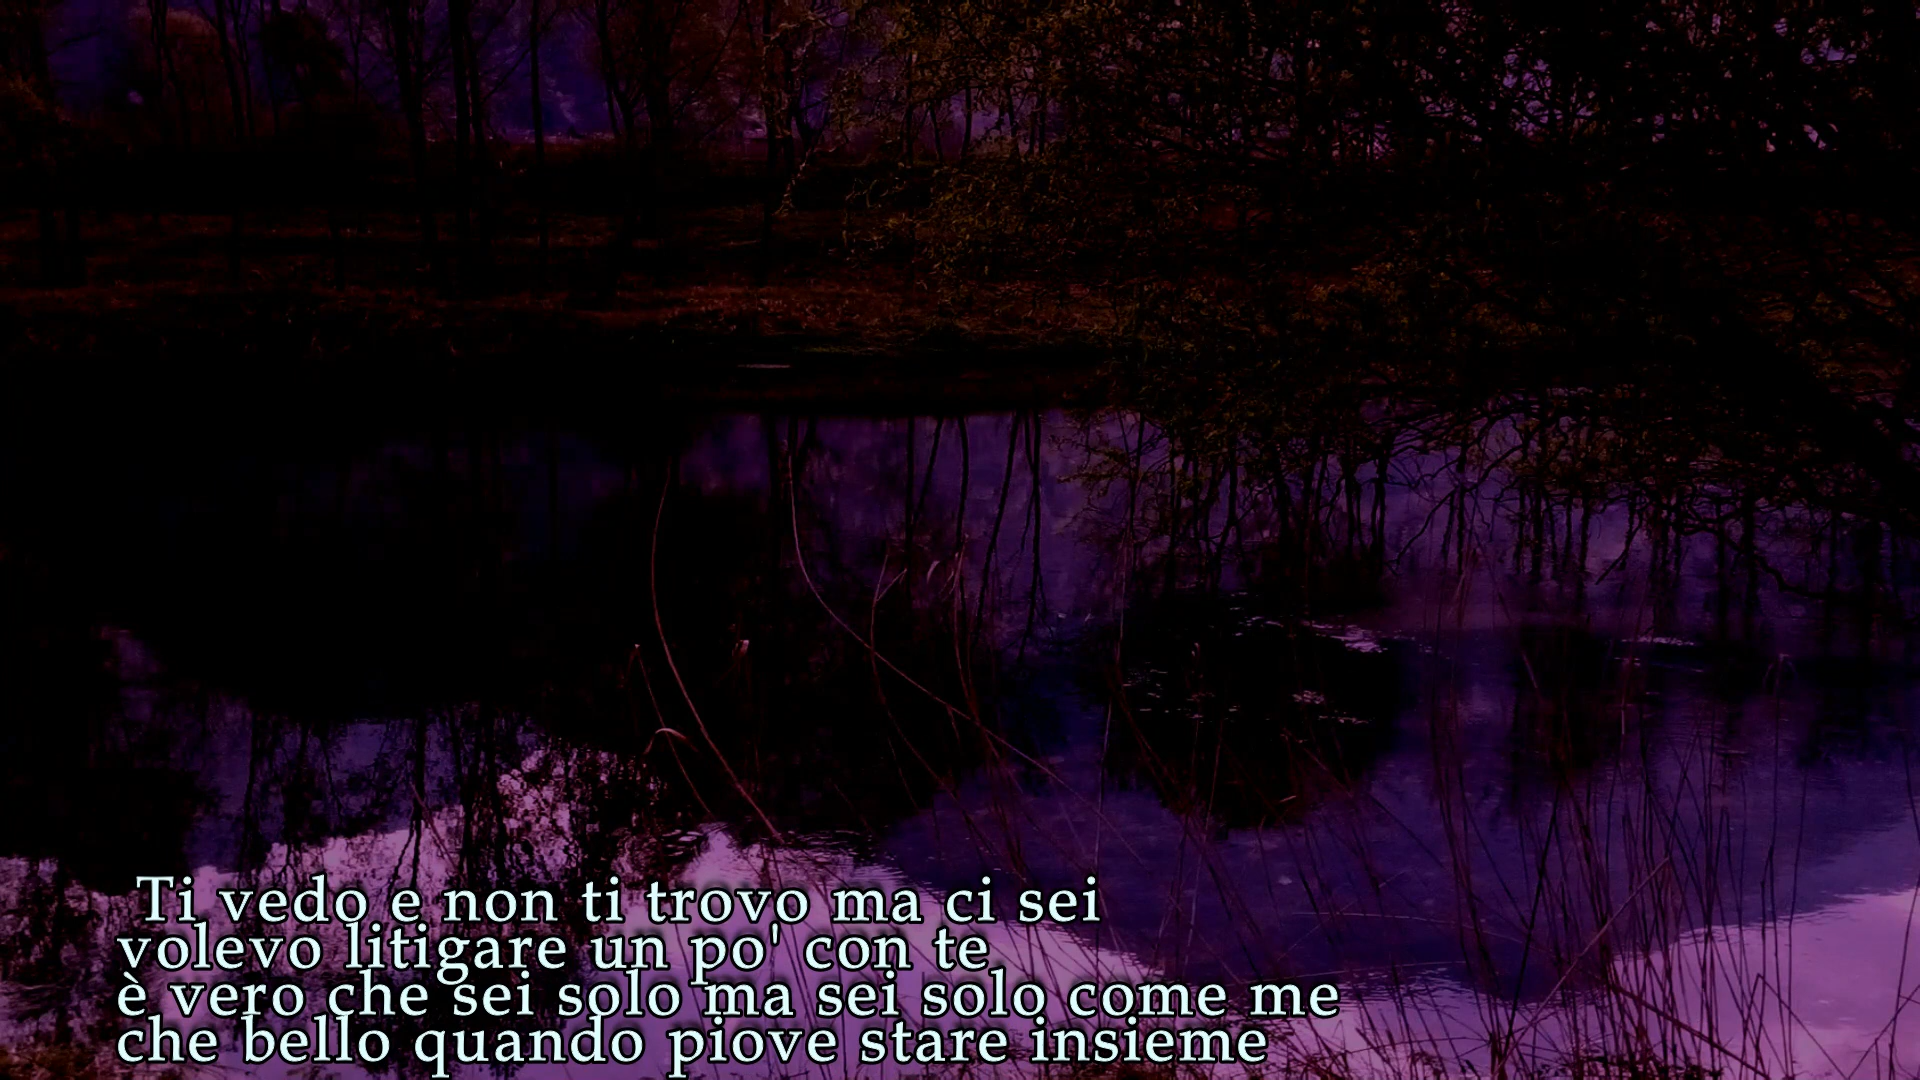 Ti vedo e non ti trovo ma ci sei
volevo litigare un po' con te
è vero che sei solo ma sei solo come me
che bello quando piove stare insieme